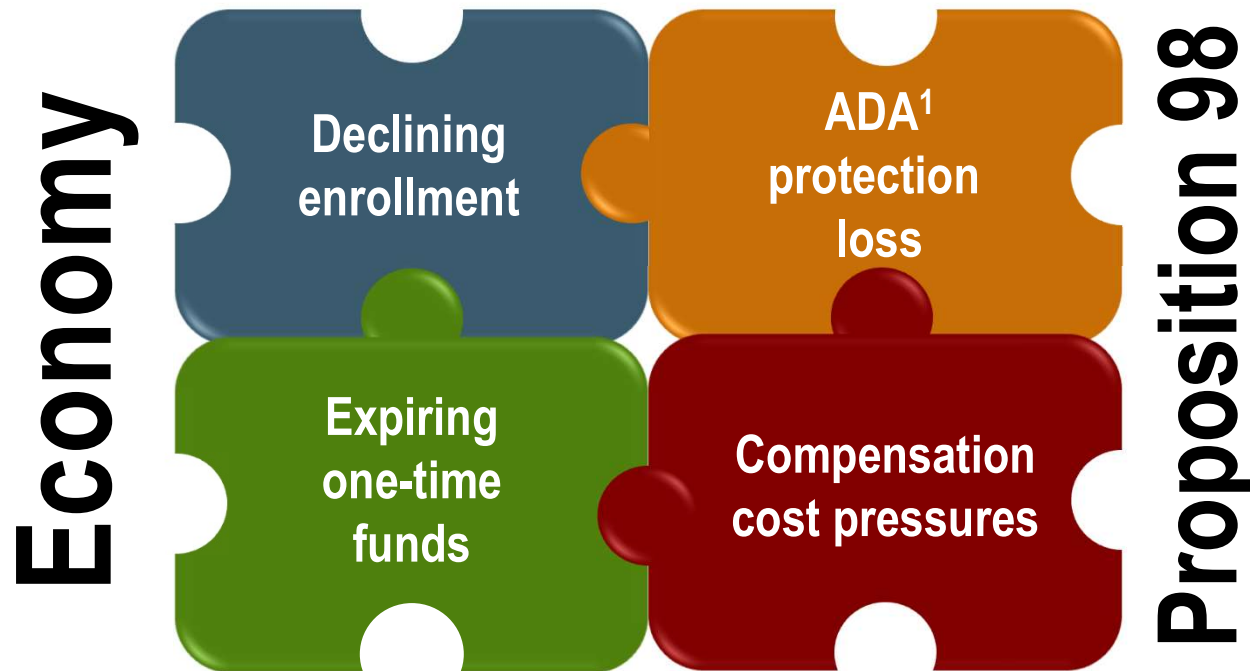 Economy
Declining
enrollment
ADA¹
protection
loss
Expiring
one-time
funds
Compensation
cost pressures
Proposition 98